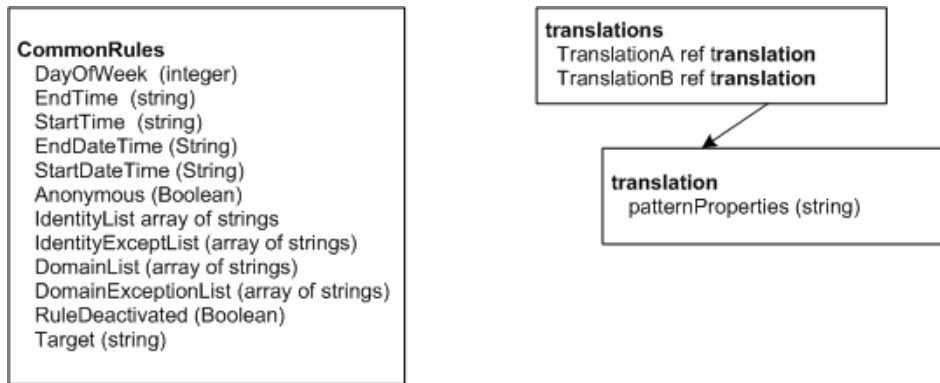 CommonRules
DayOfWeek  (integer)
EndTime  (string)
StartTime  (string)
EndDateTime (String)
StartDateTime (String)
Anonymous (Boolean)
IdentityList array of strings
IdentityExceptList (array of strings)
DomainList (array of strings)
DomainExceptionList (array of strings)
RuleDeactivated (Boolean)
Target (string)
translations
TranslationA ref translation
TranslationB ref translation
translation
patternProperties (string)